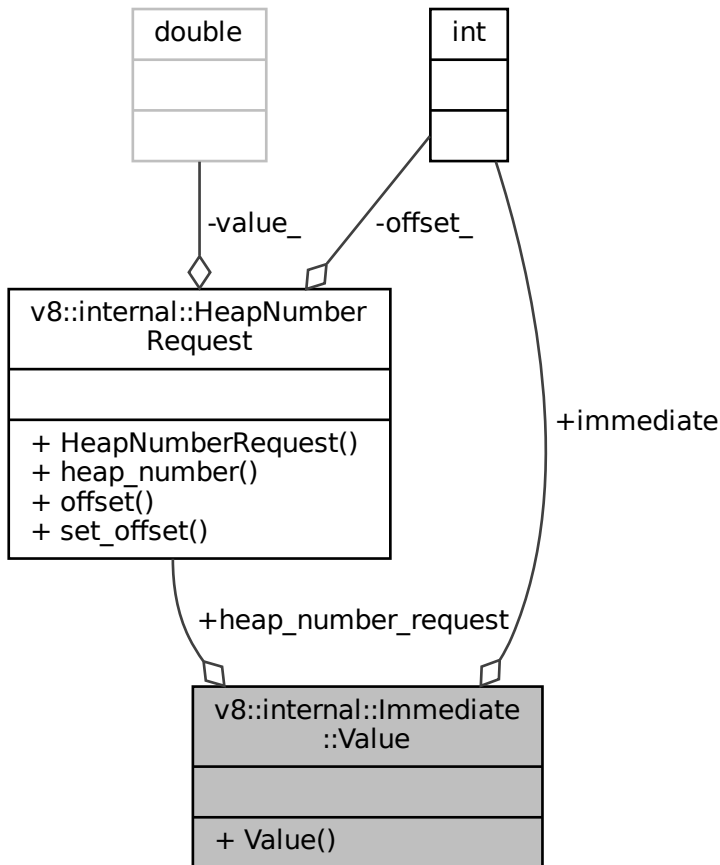 double
int
-value_
-offset_
v8::internal::HeapNumber
Request
+ HeapNumberRequest()
+ heap_number()
+ offset()
+ set_offset()
+immediate
+heap_number_request
v8::internal::Immediate
::Value
+ Value()